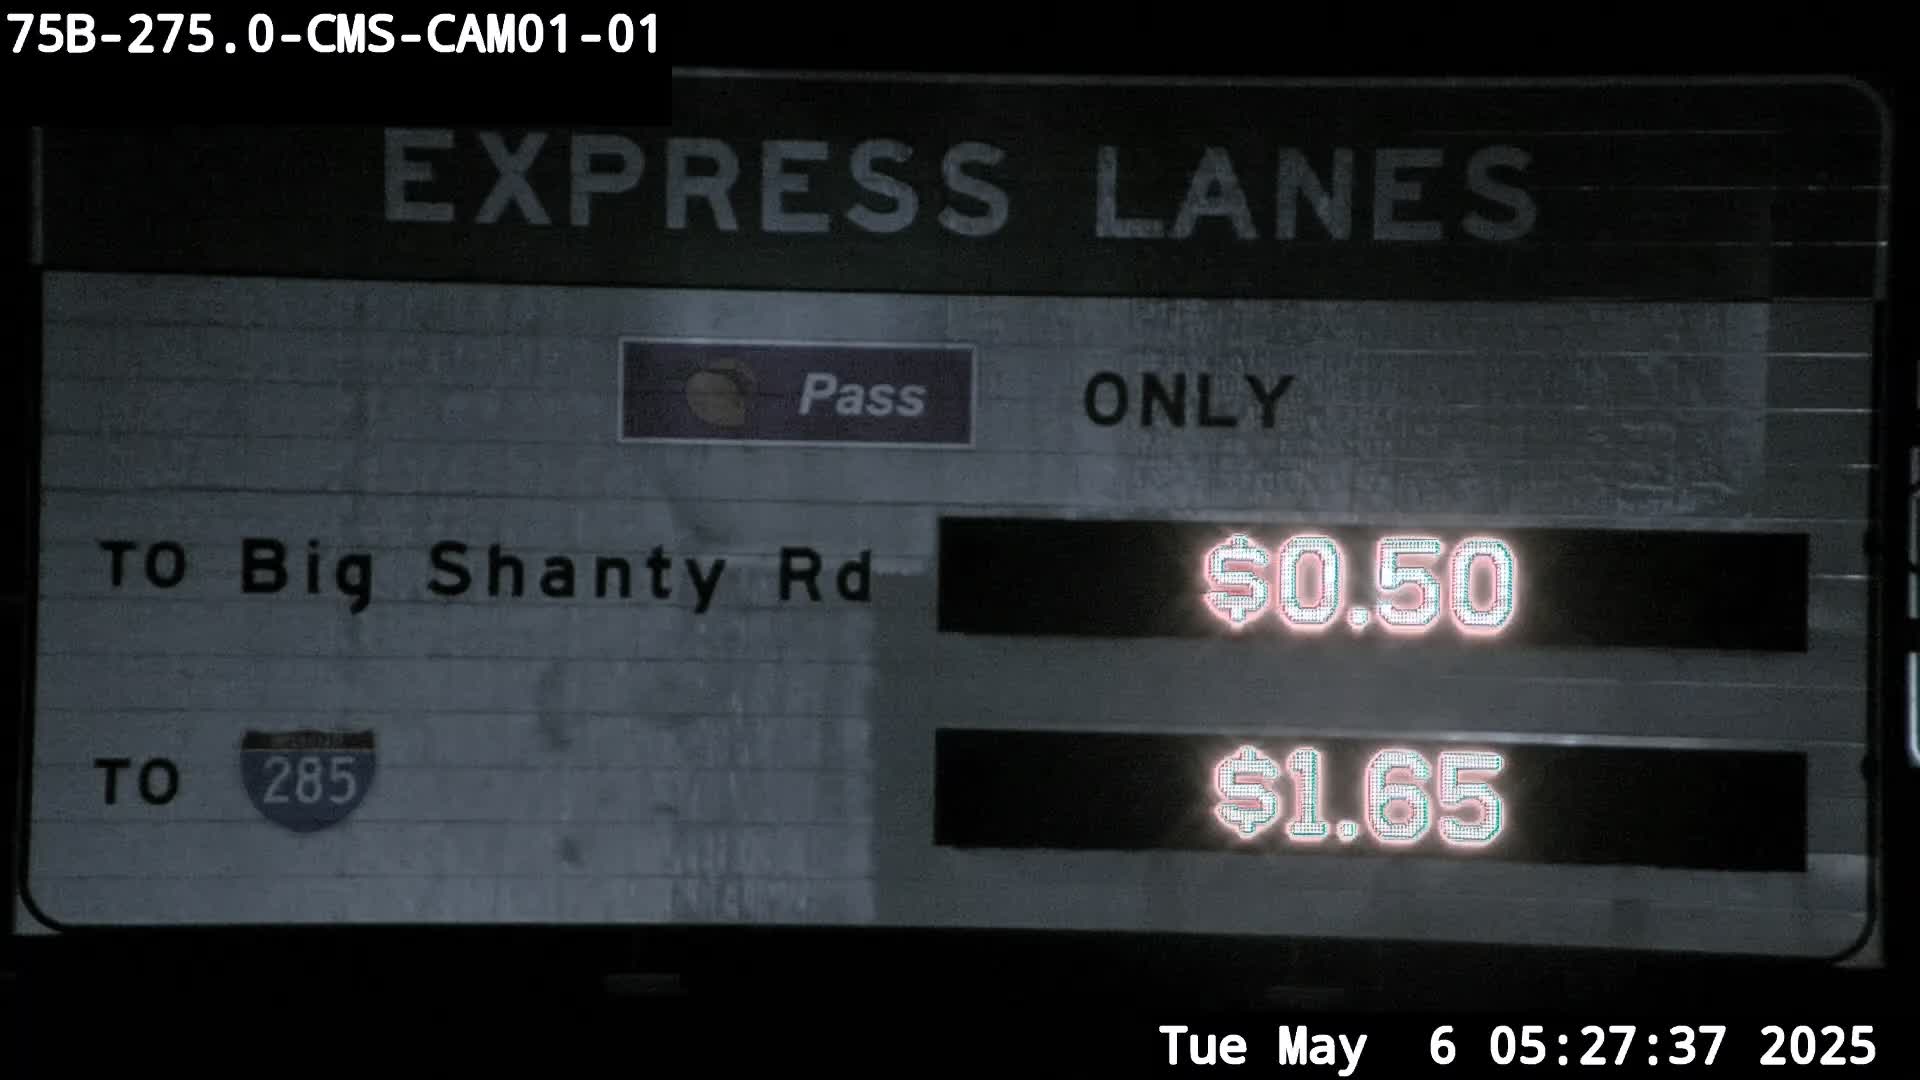 75B-275.0-CMS-CAM01-01
EXPRESS LANES
Pass ONLY
TO Big Shanty Rd $0.50
TO 285 $1.65
Tue May 6 05:27:37 2025